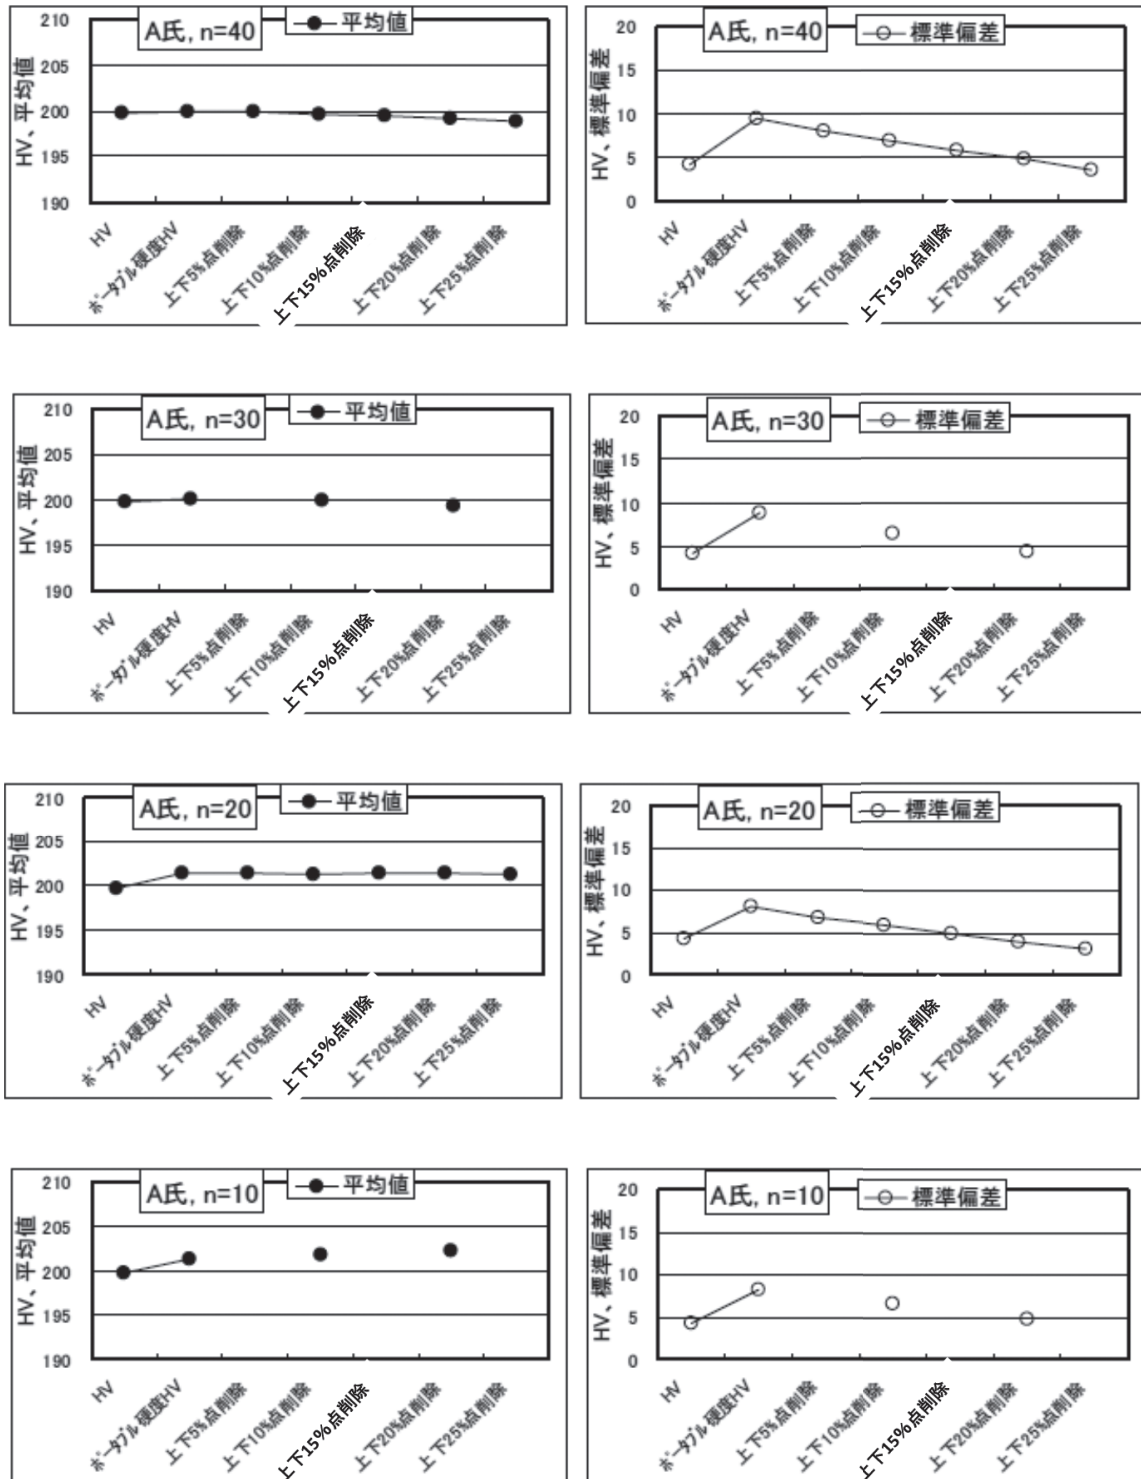 A氏, n=40
平均値
HV、平均値
210
205
200
195
190
HV
ポータブル硬度HV
上下5%点削除
上下10%点削除
上下15%点削除
上下20%点削除
上下25%点削除
A氏, n=40
標準偏差
HV、標準偏差
20
15
10
5
0
HV
ポータブル硬度HV
上下5%点削除
上下10%点削除
上下15%点削除
上下20%点削除
上下25%点削除
A氏, n=30
平均値
HV、平均値
210
205
200
195
190
HV
ポータブル硬度HV
上下5%点削除
上下10%点削除
上下15%点削除
上下20%点削除
上下25%点削除
A氏, n=30
標準偏差
HV、標準偏差
20
15
10
5
0
HV
ポータブル硬度HV
上下5%点削除
上下10%点削除
上下15%点削除
上下20%点削除
上下25%点削除
A氏, n=20
平均値
HV、平均値
210
205
200
195
190
HV
ポータブル硬度HV
上下5%点削除
上下10%点削除
上下15%点削除
上下20%点削除
上下25%点削除
A氏, n=20
標準偏差
HV、標準偏差
20
15
10
5
0
HV
ポータブル硬度HV
上下5%点削除
上下10%点削除
上下15%点削除
上下20%点削除
上下25%点削除
A氏, n=10
平均値
HV、平均値
210
205
200
195
190
HV
ポータブル硬度HV
上下5%点削除
上下10%点削除
上下15%点削除
上下20%点削除
上下25%点削除
A氏, n=10
標準偏差
HV、標準偏差
20
15
10
5
0
HV
ポータブル硬度HV
上下5%点削除
上下10%点削除
上下15%点削除
上下20%点削除
上下25%点削除